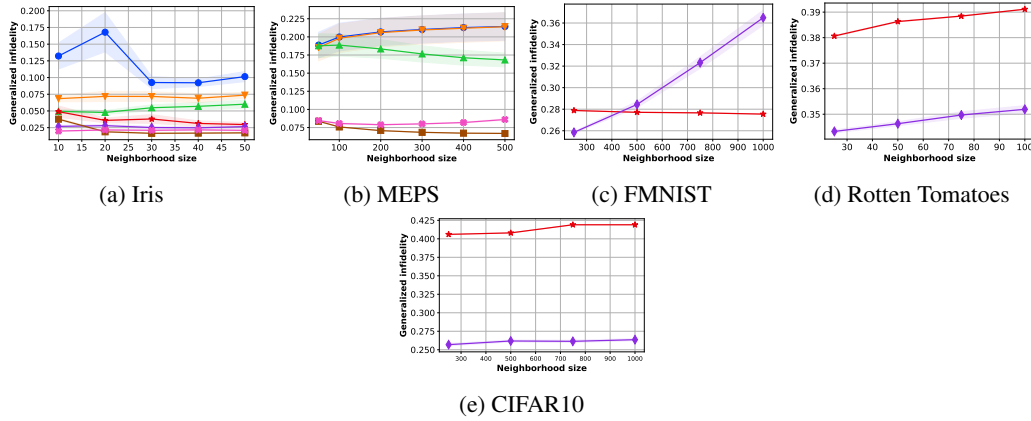 0.200
0.175
0.150
0.125
0.100
0.075
0.050
0.025
Generalized infidelity
10 15 20 25 30 35 40 45 50
Neighborhood size
(a) Iris
0.225
0.200
0.175
0.150
0.125
0.100
0.075
Generalized infidelity
100 200 300 400 500
Neighborhood size
(b) MEPS
0.36
0.34
0.32
0.30
0.28
0.26
Generalized infidelity
300 400 500 600 700 800 900 1000
Neighborhood size
(c) FMNIST
0.39
0.38
0.37
0.36
0.35
Generalized infidelity
30 40 50 60 70 80 90 100
Neighborhood size
(d) Rotten Tomatoes
0.425
0.400
0.375
0.350
0.325
0.300
0.275
0.250
Generalized infidelity
300 400 500 600 700 800 900 1000
Neighborhood size
(e) CIFAR10